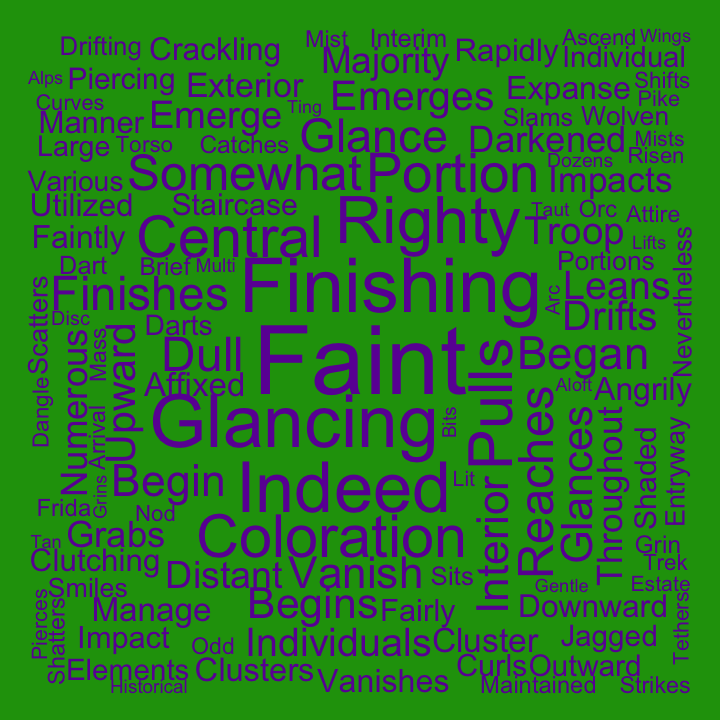 Drifting
Crackling
Mist
Interim
Majority
Rapidly
Ascend
Wings
Individual
Alps
Piercing
Exterior
Emerges
Expanse
Shifts
Pike
Curves
Manner
Emerge
Ting
Glance
Slams
Wolven
Large
Torso
Catches
Darkened
Dozens
Mists
Risen
Various
Somewhat
Portion
Impacts
Utilized
Staircase
Central
Righty
Taut
Orc
Attire
Troop
Lifts
Faintly
Dart
Brief
Multi
Portions
Nevertheless
Scatters
Finishes
Finishing
Arc
Leans
Disc
Darts
Drifts
Dangle
Numerous
Mass
Upward
Dull
Faint
Pulls
Began
Affixed
Aloft
Angrily
Arrival
Glancing
Bits
Reaches
Glances
Throughout
Shaded
Entryway
Grins
Begin
Indeed
Lit
Interior
Frida
Nod
Grabs
Coloration
Tan
Clutching
Distant
Vanish
Sits
Grin
Trek
Gentle
Estate
Smiles
Pierces
Shatters
Manage
Begins
Fairly
Downward
Tetherse
Impact
Odd
Individuals
Cluster
Jagged
Elements
Clusters
Curls
Outward
Historical
Vanishes
Maintained
Strikes